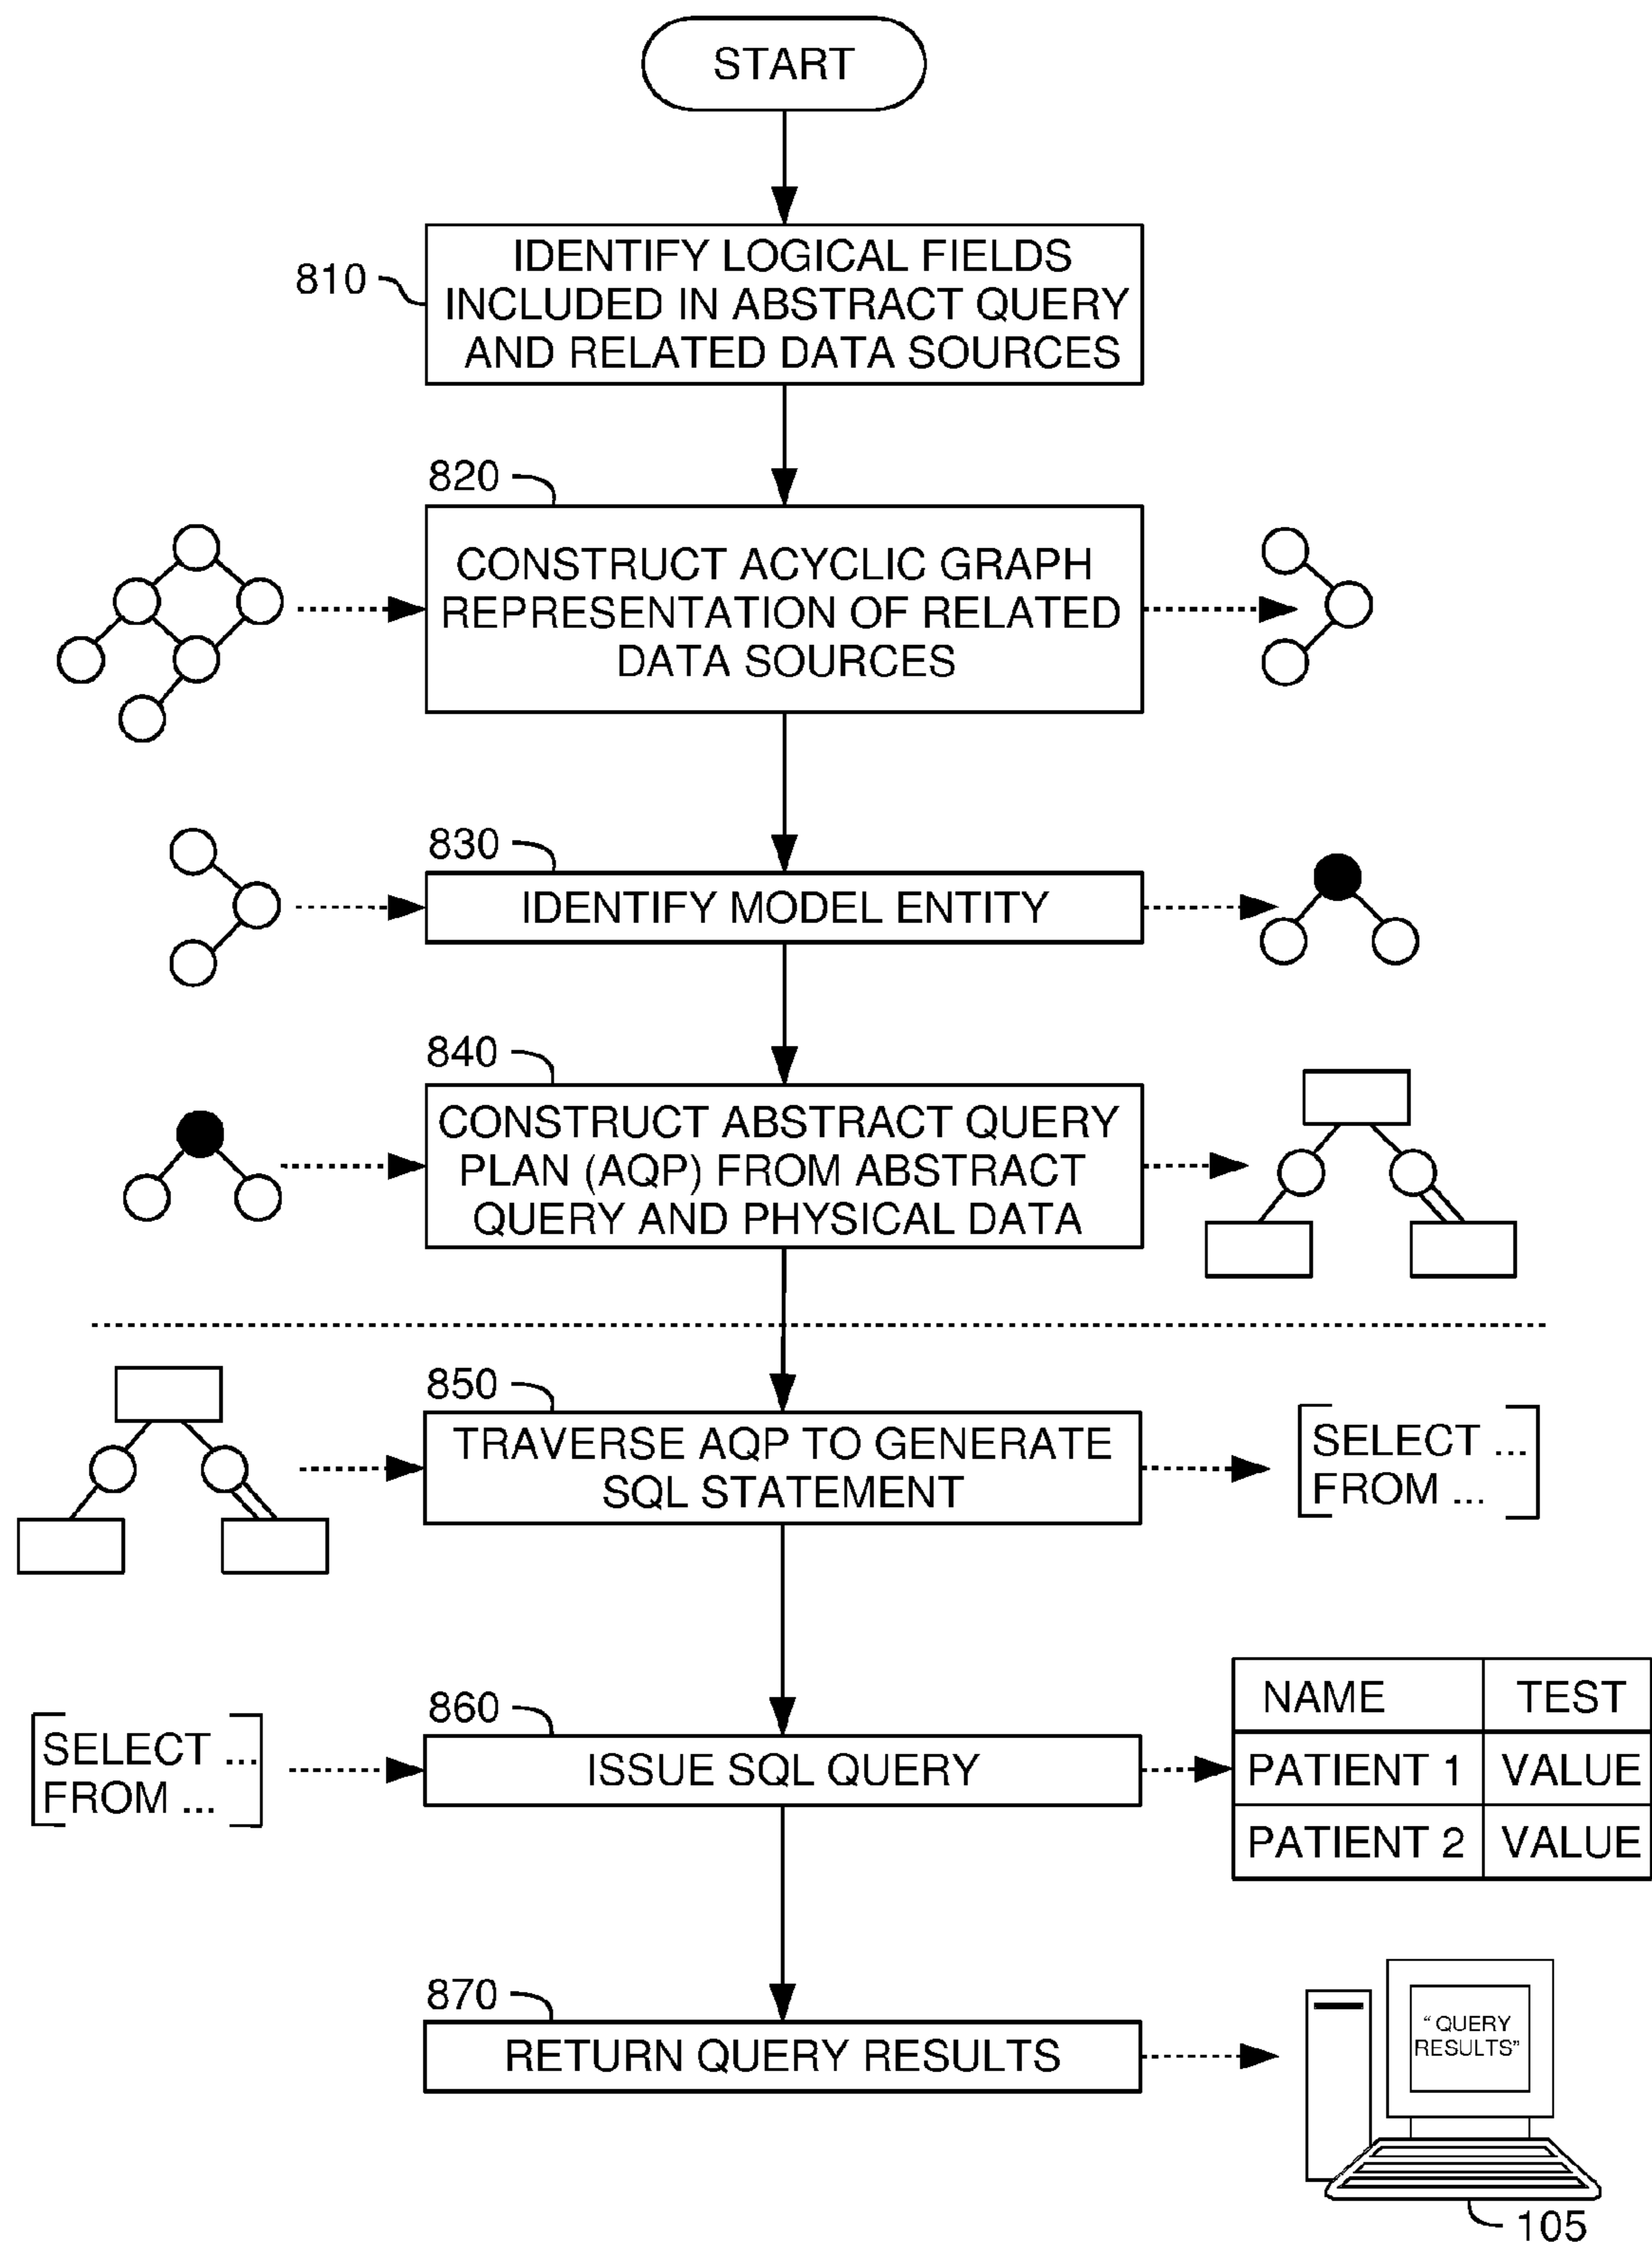 START
810
IDENTIFY LOGICAL FIELDS
INCLUDED IN ABSTRACT QUERY
AND RELATED DATA SOURCES
820
CONSTRUCT ACYCLIC GRAPH
REPRESENTATION OF RELATED
DATA SOURCES
830
IDENTIFY MODEL ENTITY
840
CONSTRUCT ABSTRACT QUERY
PLAN (AQP) FROM ABSTRACT
QUERY AND PHYSICAL DATA
850
TRAVERSE AQP TO GENERATE
SQL STATEMENT
SELECT ...
FROM ...
860
SELECT ...
FROM ...
ISSUE SQL QUERY
NAME TEST
PATIENT 1 VALUE
PATIENT 2 VALUE
870
RETURN QUERY RESULTS
“ QUERY
RESULTS”
105